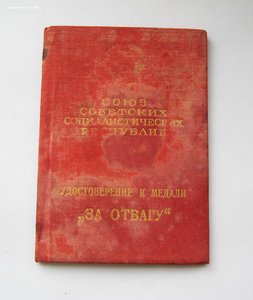 СОЮЗ
СОВЕТСКИХ
СОЦИАЛИСТИЧЕСКИХ
РЕСПУБЛИК
УДОСТОВЕРЕНИЕ К МЕДАЛИ
„ЗА ОТВАГУ“